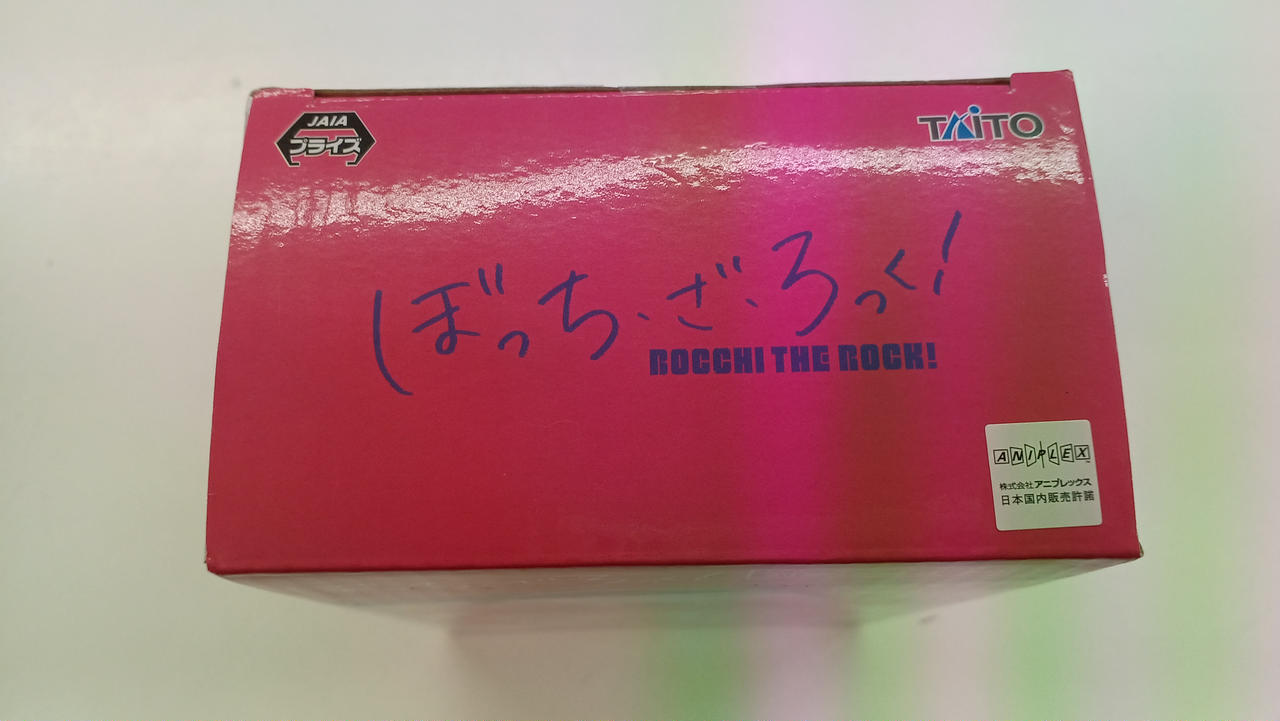 JAIA
プライズ
TAITO
ぼっち・ざ・ろっく!
BOCCHI THE ROCK!
ANIPLEX
株式会社アニプレックス
日本国内販売許諾